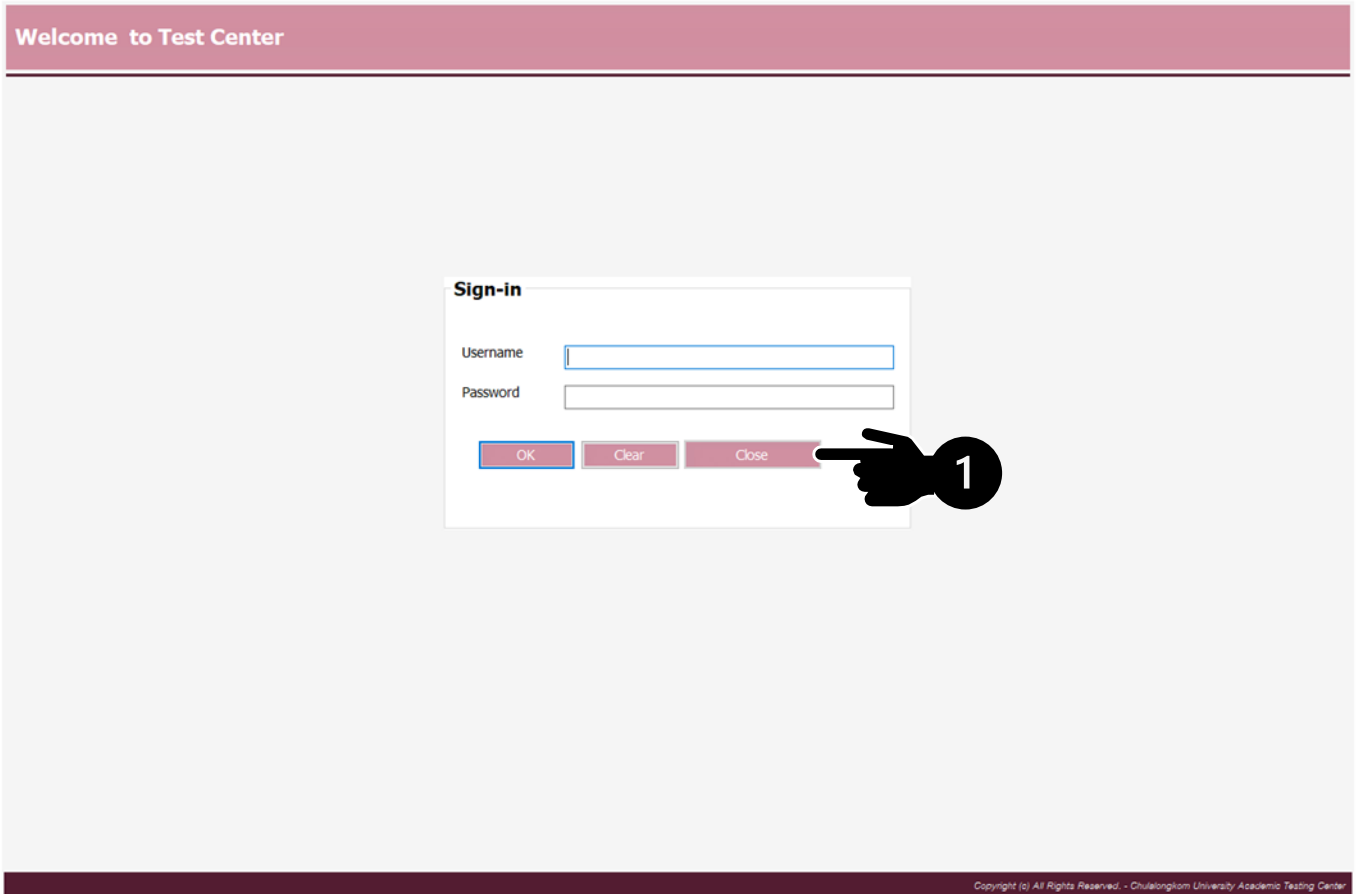 Welcome to Test Center
Sign-in
Username
Password
OK Clear Close
1
Copyright (c) All Rights Reserved. - Chulalongkorn University Academic Testing Center